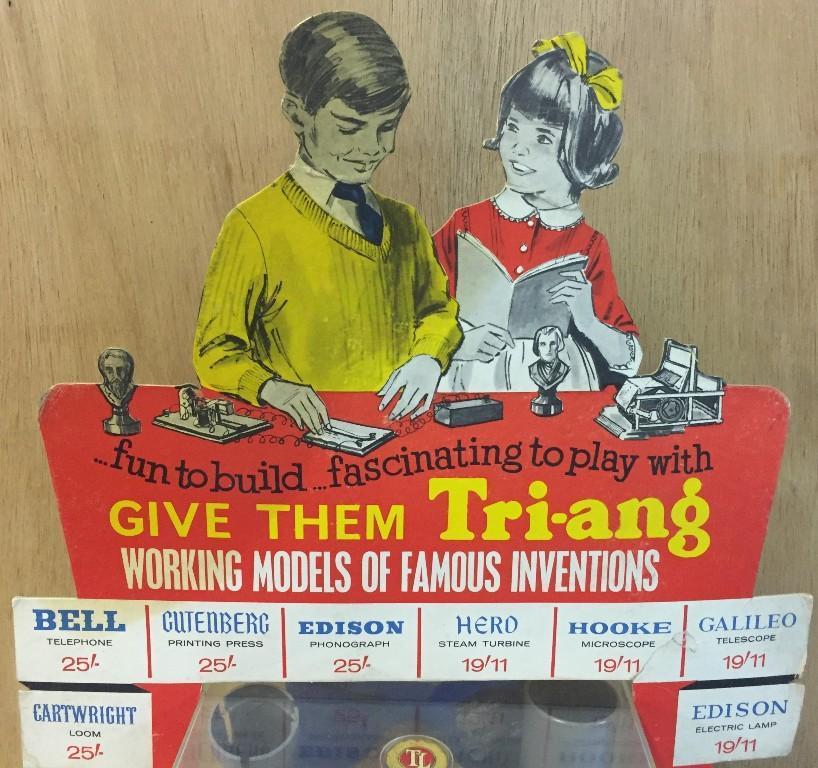 ...fun to build ...fascinating to play with
GIVE THEM Tri-ang
WORKING MODELS OF FAMOUS INVENTIONS
BELL
TELEPHONE
25/-
GUTENBERG
PRINTING PRESS
25/-
EDISON
PHONOGRAPH
25/-
HERO
STEAM TURBINE
19/11
HOOKE
MICROSCOPE
19/11
GALILEO
TELESCOPE
19/11
CARTWRIGHT
LOOM
25/-
EDISON
ELECTRIC LAMP
19/11
TL